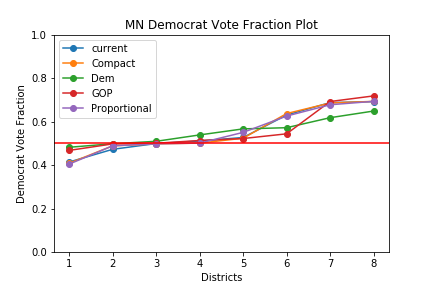 MN Democrat Vote Fraction Plot
1.0
0.8
0.6
0.4
0.2
0.0
Democrat Vote Fraction
current
Compact
Dem
GOP
Proportional
1 2 3 4 5 6 7 8
Districts